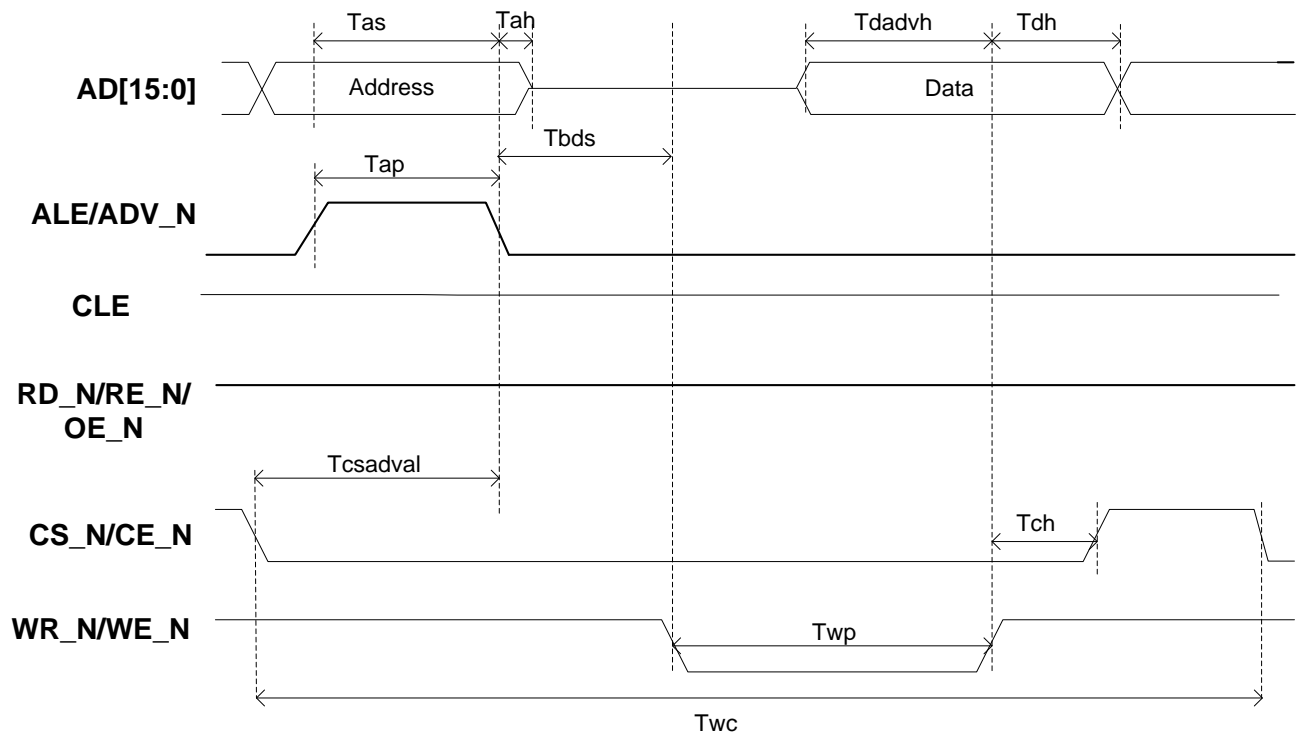 Tas
Tah
Tdadvh
Tdh
AD[15:0]
Address
Data
Tbds
Tap
ALE/ADV_N
CLE
RD_N/RE_N/
OE_N
Tcsadval
CS_N/CE_N
Tch
WR_N/WE_N
Twp
Twc